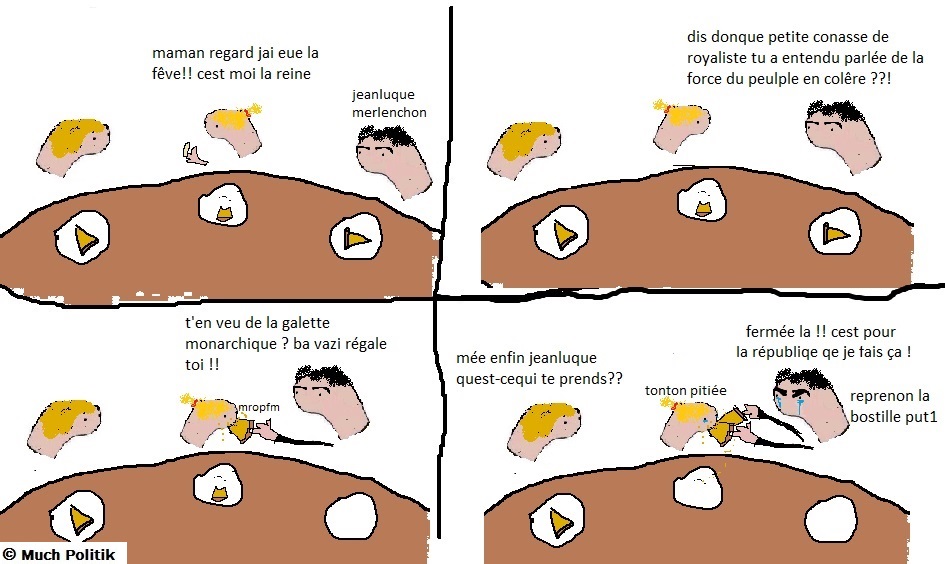 maman regard jai eue la
fêve!! cest moi la reine
jeanluque
merlenchon
dis donque petite conasse de
royaliste tu a entendu parlée de la
force du peulple en colêre ??!
t'en veu de la galette
monarchique ? ba vazi régale
toi !!
mropfm
mée enfin jeanluque
quest-cequi te prends??
tonton pitiée
fermée la !! cest pour
la républiqe qe je fais ça !
reprenon la
bostille put1
© Much Politik